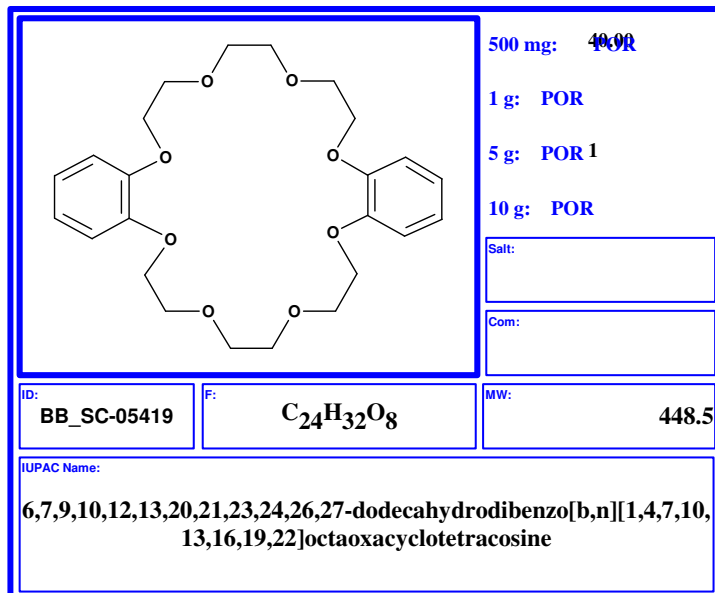 O O
O O
O O
O O
500 mg: POR 40.00
1 g: POR
5 g: POR 1
10 g: POR
Salt:
Com:
ID:
BB_SC-05419
F:
C24H32O8
MW:
448.5
IUPAC Name:
6,7,9,10,12,13,20,21,23,24,26,27-dodecahydrodibenzo[b,n][1,4,7,10,
13,16,19,22]octaoxacyclotetracosine